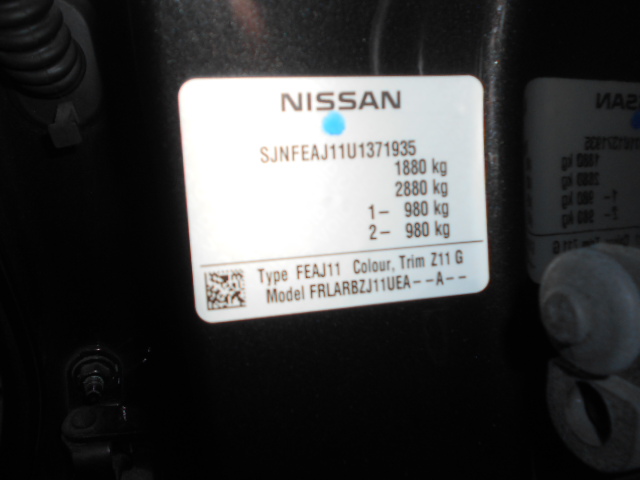 NISSAN
SJNFEAJ11U1371935
1880 kg
2880 kg
1- 980 kg
2- 980 kg
Type FEAJ11 Colour, Trim Z11 G
Model FRLARBZJ11UEA--A--